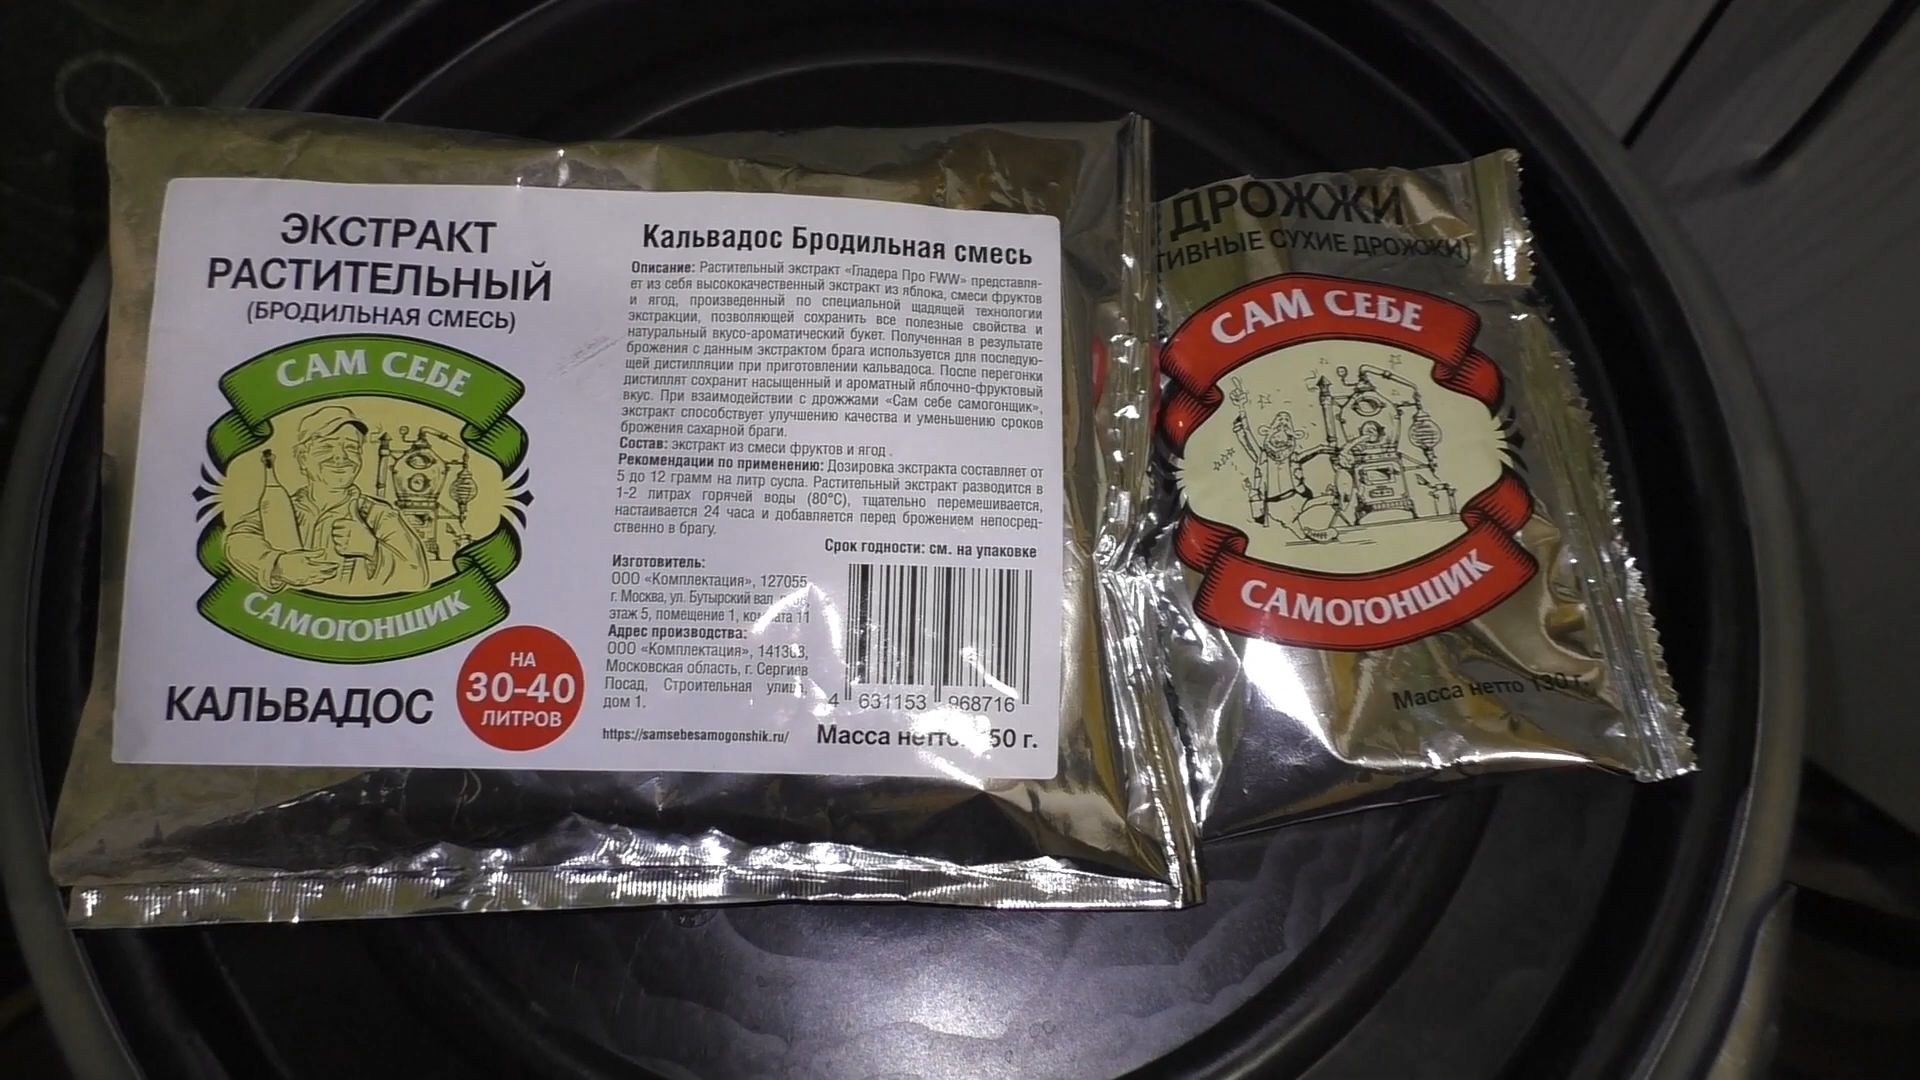 ЭКСТРАКТ
РАСТИТЕЛЬНЫЙ
(БРОДИЛЬНАЯ СМЕСЬ)
САМ СЕБЕ
САМОГОНЩИК
КАЛЬВАДОС
НА
30-40
ЛИТРОВ
Кальвадос Бродильная смесь
Описание: Растительный экстракт «Гладера Про FWW» представля-
ет из себя высококачественный экстракт из яблока, смеси фруктов
и ягод, произведенный по специальной щадящей технологии
экстракции, позволяющей сохранить все полезные свойства и
натуральный вкусо-ароматический букет. Полученная в результате
брожения с данным экстрактом брага используется для последую-
щей дистилляции при приготовлении кальвадоса. После перегонки
дистиллят сохранит насыщенный и ароматный яблочно-фруктовый
вкус. При взаимодействии с дрожжами «Сам себе самогонщик»,
экстракт способствует улучшению качества и уменьшению сроков
брожения сахарной браги.
Состав: экстракт из смеси фруктов и ягод .
Рекомендации по применению: Дозировка экстракта составляет от
5 до 12 грамм на литр сусла. Растительный экстракт разводится в
1-2 литрах горячей воды (80°С), тщательно перемешивается,
настаивается 24 часа и добавляется перед брожением непосред-
ственно в брагу.
Срок годности: см. на упаковке
Изготовитель:
ООО «Комплектация», 127055,
г. Москва, ул. Бутырский вал,
этаж 5, помещение 1, комната 11
Адрес производства:
ООО «Комплектация»,
Московская область, г. Сергиев
Посад, Строительная улица,
дом 1.
https://samsebesamogonshik.ru/
4 631153 968716
Масса нетто: г.
ДРОЖЖИ
СУХИЕ ДРОЖЖИ)
САМ СЕБЕ
САМОГОНЩИК
Масса нетто 130 г.